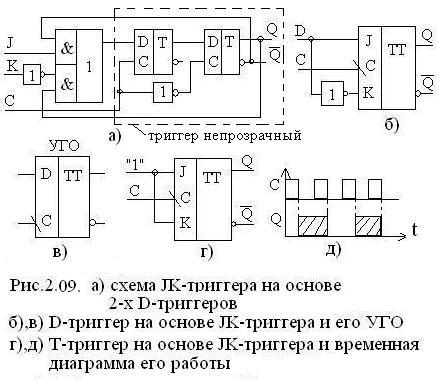 J
K
C
&
&
1
1
D T
D T
1
Q
Q
а)
триггер непрозрачный
D
C
1
J
C
K
TT
Q
Q
б)
УГО
D
C
TT
в)
"1"
C
J
C
K
TT
Q
Q
г)
C
Q
t
д)
Рис.2.09. а) схема JK-триггера на основе
2-х D-триггеров
б),в) D-триггер на основе JK-триггера и его УГО
г),д) Т-триггер на основе JK-триггера и временная
диаграмма его работы